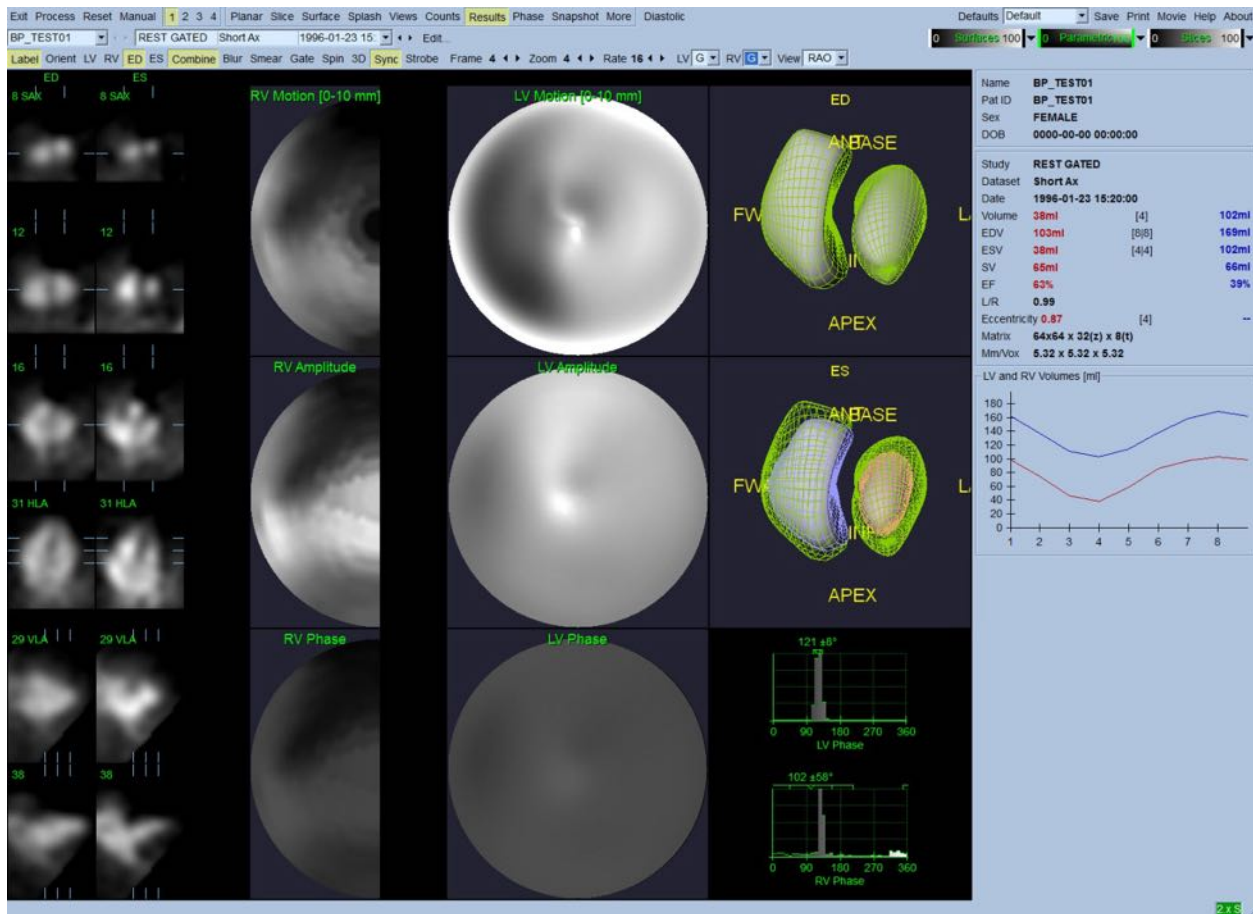 Exit Process Reset Manual 1 2 3 4 Planar Slice Surface Splash Views Counts Results Phase Snapshot More Diastolic Defaults Default Save Print Movie Help About
BP_TEST01 REST GATED Short Ax 1996-01-23 15: Edit... 0 Surfaces 100 0 Parametric 0 Slices 100
Label Orient LV RV ED ES Combine Blur Smear Gate Spin 3D Sync Strobe Frame 4 Zoom 4 Rate 16 LV G RV G View RAO
ED ES
8 SAX 8 SAX
12 12
16 16
31 HLA 31 HLA
29 VLA 29 VLA
38 38
RV Motion [0-10 mm]
LV Motion [0-10 mm]
ED
ANT BASE
FW
APEX
RV Amplitude
LV Amplitude
ES
BASE
FW
APEX
RV Phase
LV Phase
121 ±8°
0 90 180 270 360
LV Phase
102 ±58°
0 90 180 270 360
RV Phase
Name BP_TEST01
Pat ID BP_TEST01
Sex FEMALE
DOB 0000-00-00 00:00:00
Study REST GATED
Dataset Short Ax
Date 1996-01-23 15:20:00
Volume 38ml [4] 102ml
EDV 103ml [8|8] 169ml
ESV 38ml [4|4] 102ml
SV 65ml 66ml
EF 63% 39%
L/R 0.99
Eccentricity 0.87 [4] --
Matrix 64x64 x 32(z) x 8(t)
Mm/Vox 5.32 x 5.32 x 5.32
LV and RV Volumes [ml]
180
160
140
120
100
80
60
40
20
0
1 2 3 4 5 6 7 8
2 x S